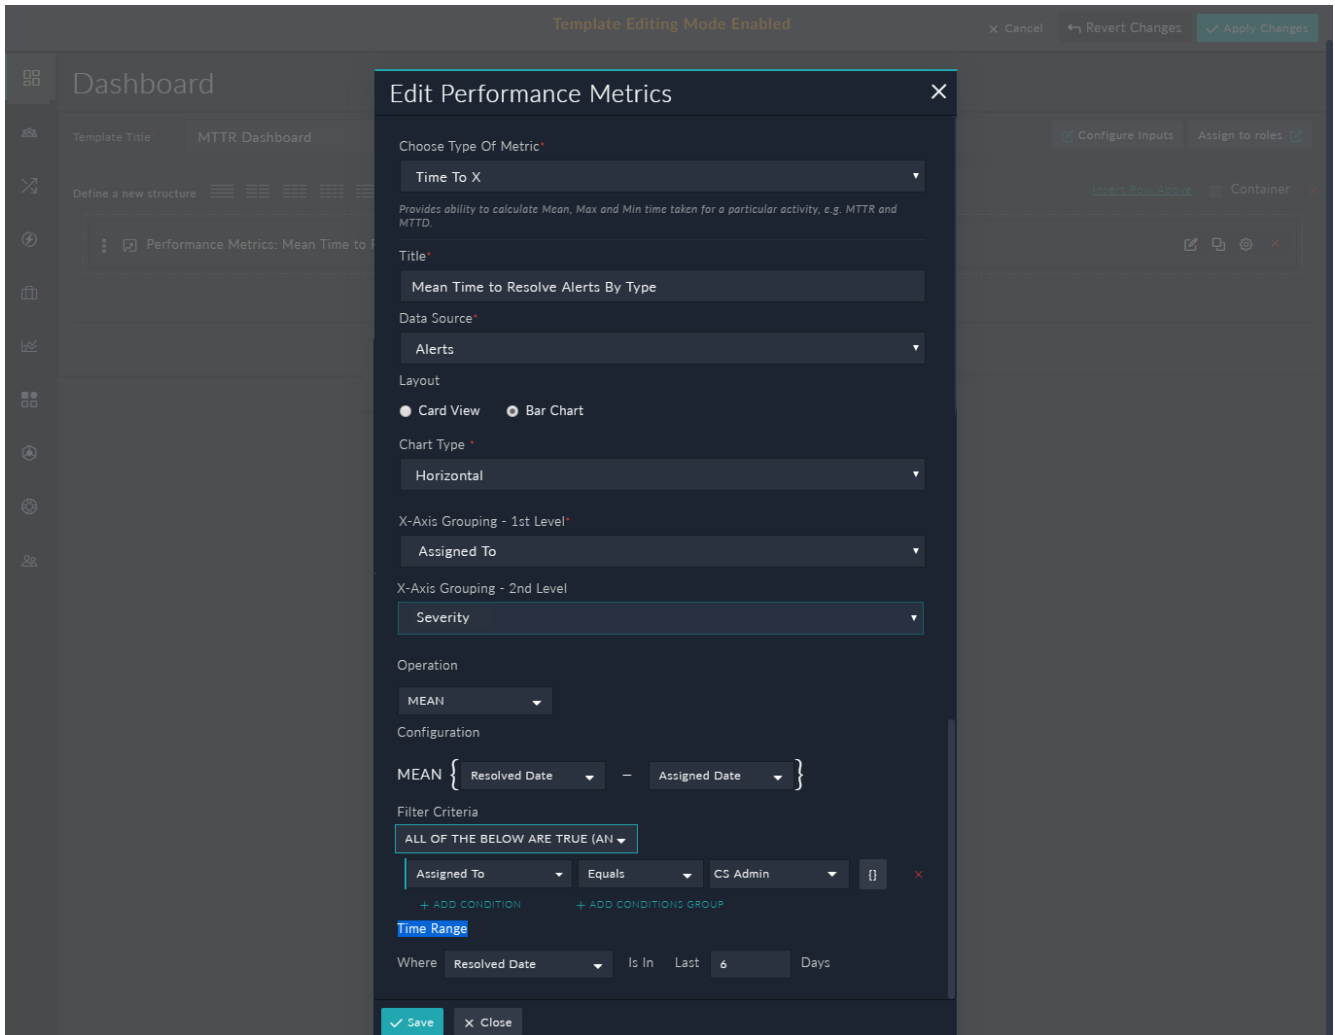 Template Editing Mode Enabled
Cancel Revert Changes Apply Changes
Dashboard
Edit Performance Metrics
Template Title* MTTR Dashboard
Configure Inputs Assign to roles
Choose Type Of Metric*
Time To X
Define a new structure
Insert Row Above Container
Provides ability to calculate Mean, Max and Min time taken for a particular activity, e.g. MTTR and
MTTD.
Performance Metrics: Mean Time to
Title*
Mean Time to Resolve Alerts By Type
Data Source*
Alerts
Layout
Card View Bar Chart
Chart Type *
Horizontal
X-Axis Grouping - 1st Level*
Assigned To
X-Axis Grouping - 2nd Level
Severity
Operation
MEAN
Configuration
MEAN { Resolved Date – Assigned Date }
Filter Criteria
ALL OF THE BELOW ARE TRUE (AN
Assigned To Equals CS Admin {}
+ ADD CONDITION + ADD CONDITIONS GROUP
Time Range
Where Resolved Date Is In Last 6 Days
Save Close